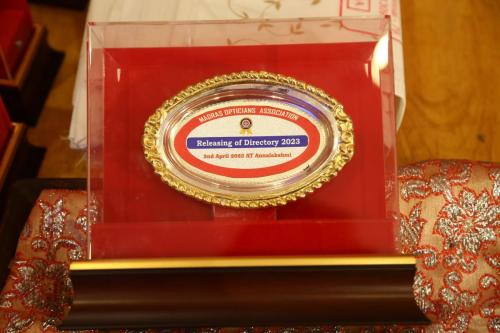 MADRAS OPTICIANS ASSOCIATION
Releasing of Directory 2023
2nd April 2023 AT Annalakshmi